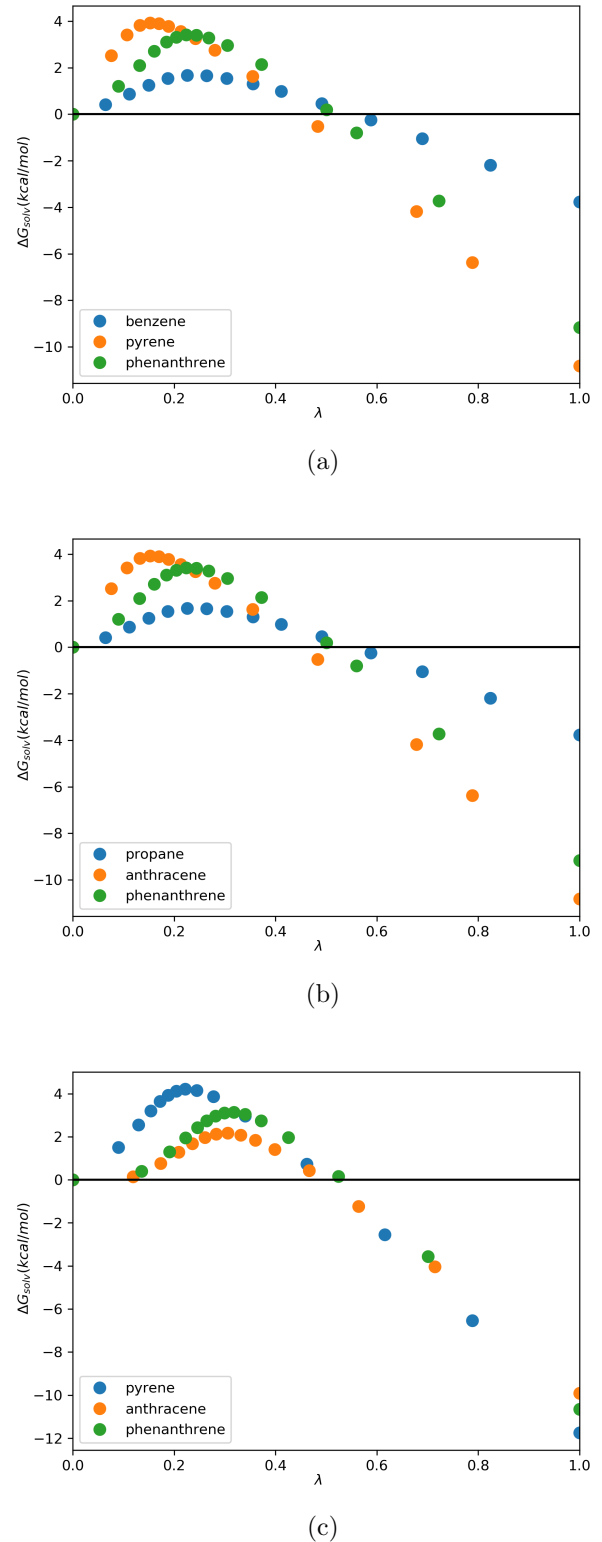 4
2
0
−2
−4
−6
−8
−10
ΔG_solv(kcal/mol)
benzene
pyrene
phenanthrene
0.0 0.2 0.4 0.6 0.8 1.0
λ
(a)
4
2
0
−2
−4
−6
−8
−10
ΔG_solv(kcal/mol)
propane
anthracene
phenanthrene
0.0 0.2 0.4 0.6 0.8 1.0
λ
(b)
4
2
0
−2
−4
−6
−8
−10
−12
ΔG_solv(kcal/mol)
pyrene
anthracene
phenanthrene
0.0 0.2 0.4 0.6 0.8 1.0
λ
(c)